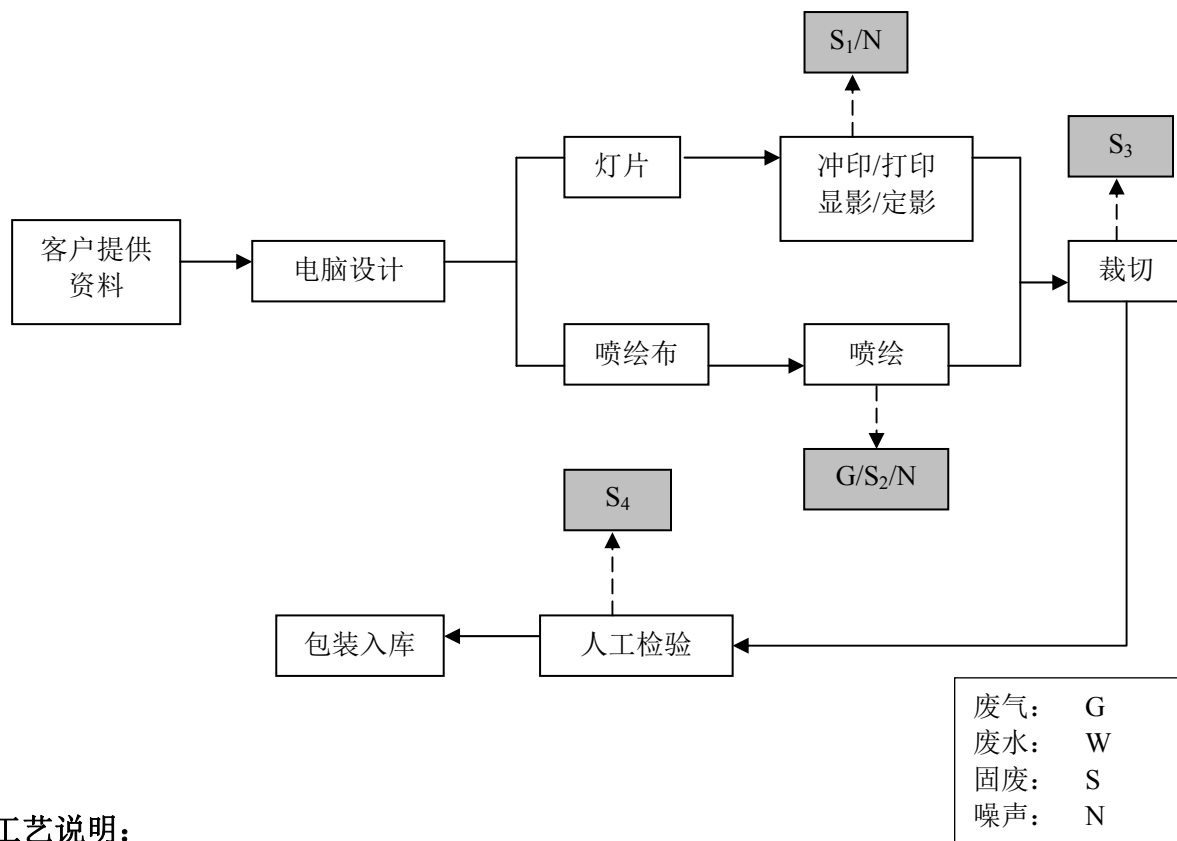 S₁/N
S₃
灯片
冲印/打印
显影/定影
客户提供
资料
电脑设计
裁切
喷绘布
喷绘
S₄
G/S₂/N
包装入库
人工检验
废气： G
废水： W
固废： S
噪声： N
工艺说明：